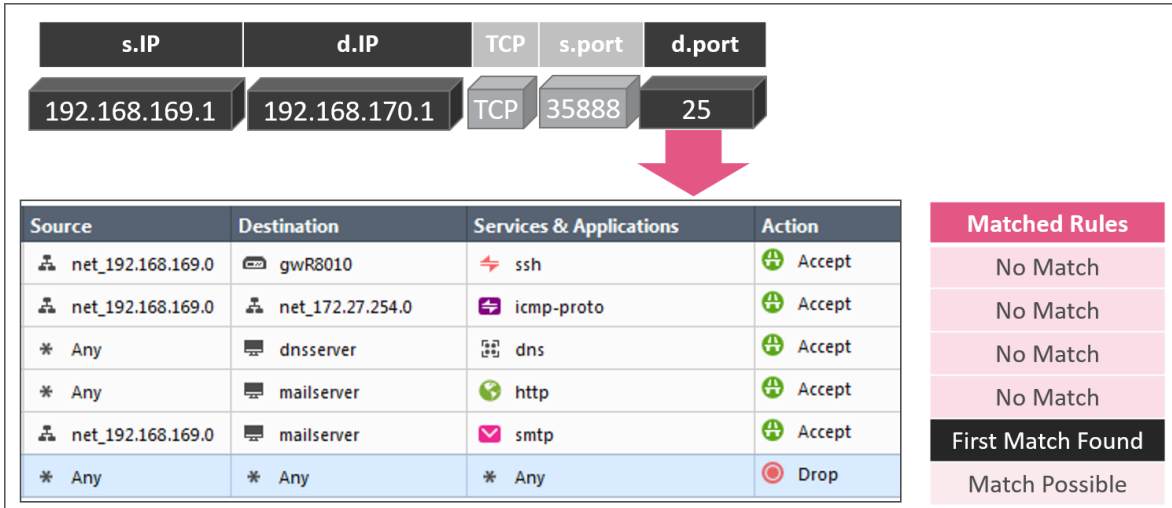 s.IP d.IP TCP s.port d.port
192.168.169.1 192.168.170.1 TCP 35888 25
Source Destination Services & Applications Action Matched Rules
net_192.168.169.0 gwR8010 ssh Accept No Match
net_192.168.169.0 net_172.27.254.0 icmp-proto Accept No Match
* Any dnsserver dns Accept No Match
* Any mailserver http Accept No Match
net_192.168.169.0 mailserver smtp Accept First Match Found
* Any * Any * Any Drop Match Possible